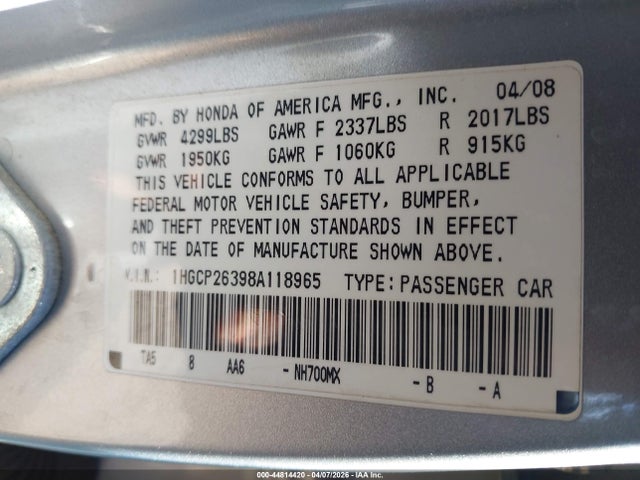 MFD. BY HONDA OF AMERICA MFG., INC. 04/08
GVWR 4299LBS GAWR F 2337LBS R 2017LBS
GVWR 1950KG GAWR F 1060KG R 915KG
THIS VEHICLE CONFORMS TO ALL APPLICABLE
FEDERAL MOTOR VEHICLE SAFETY, BUMPER,
AND THEFT PREVENTION STANDARDS IN EFFECT
ON THE DATE OF MANUFACTURE SHOWN ABOVE.
V.I.N.: 1HGCP26398A118965 TYPE: PASSENGER CAR
TA5 8 AA6 - NH700MX - B - A
000-44814420 - 04/07/2026 - IAA Inc.